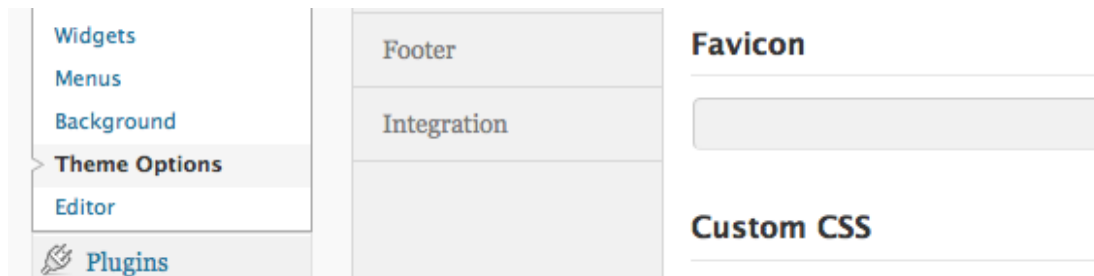 Widgets
Menus
Background
Theme Options
Editor
Plugins
Footer
Integration
Favicon
Custom CSS